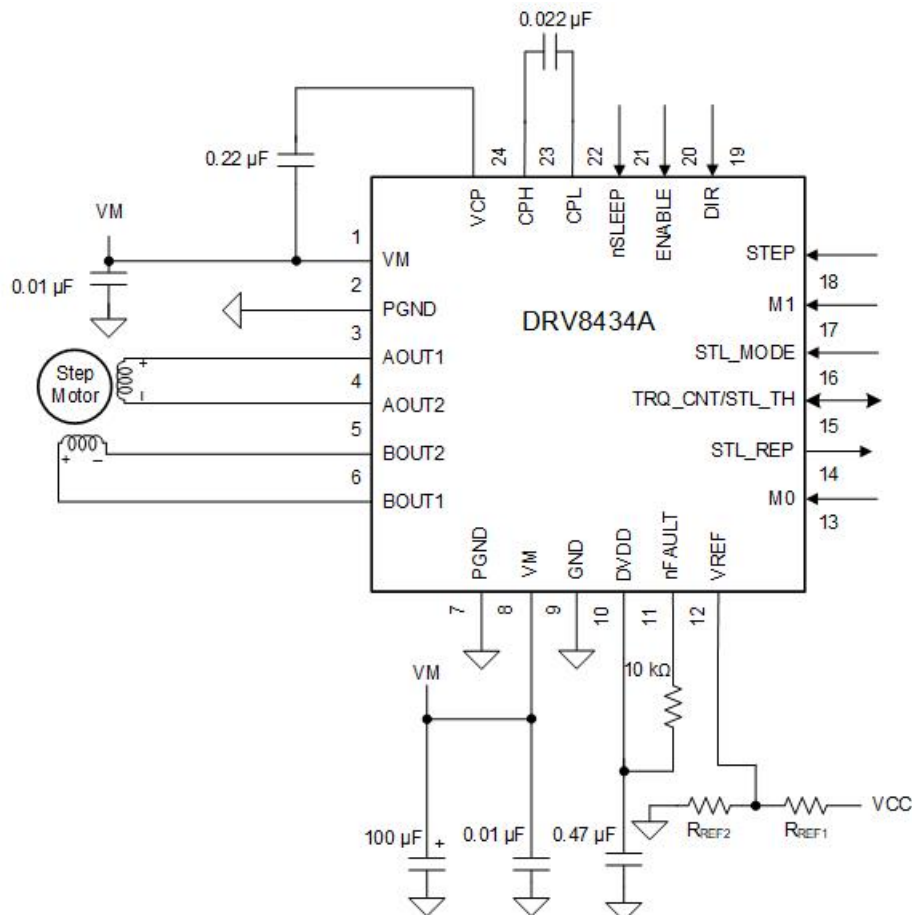 0.022 µF
0.22 µF
24
23
22
21
20
19
VCP
CPH
CPL
nSLEEP
ENABLE
DIR
VM
0.01 µF
1
VM
2
PGND
3
AOUT1
4
AOUT2
5
BOUT2
6
BOUT1
Step
Motor
+
–
+
–
DRV8434A
STEP
18
M1
17
STL_MODE
16
TRQ_CNT/STL_TH
15
STL_REP
14
M0
13
PGND
VM
GND
DVDD
nFAULT
VREF
7
8
9
10
11
12
VM
10 kΩ
100 µF
+
0.01 µF
0.47 µF
RREF2
RREF1
VCC